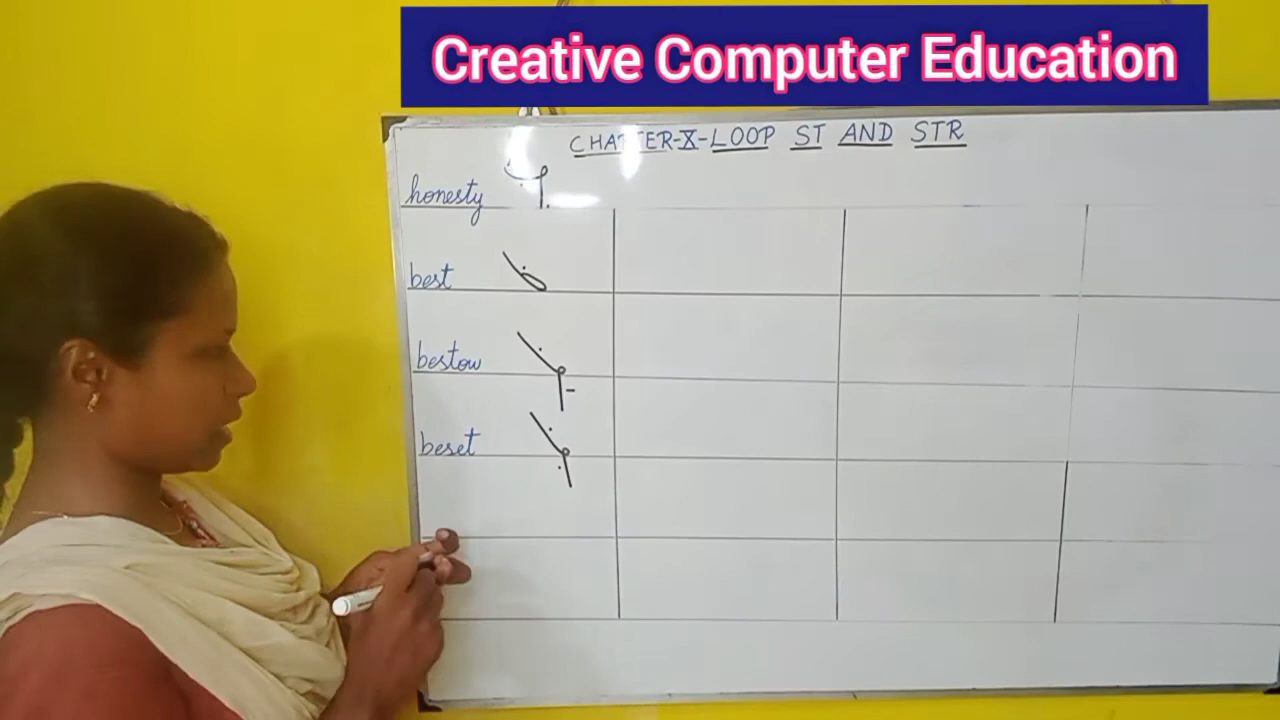 Creative Computer Education
CHAPTER-X-LOOP ST AND STR
honesty
best
bestow
beset